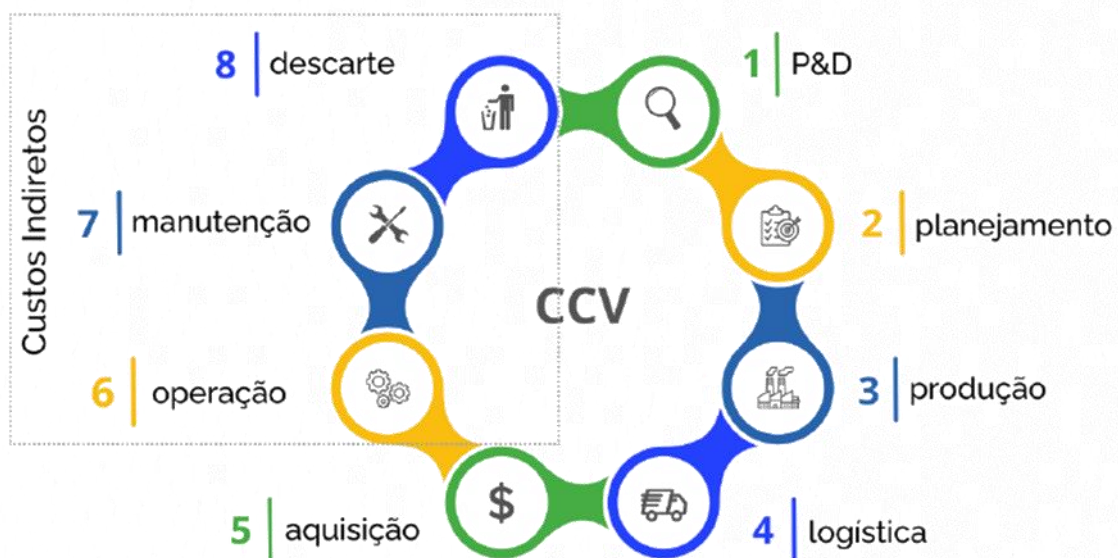 Custos Indiretos
8 descarte
1 P&D
7 manutenção
2 planejamento
CCV
6 operação
3 produção
$
5 aquisição
4 logística